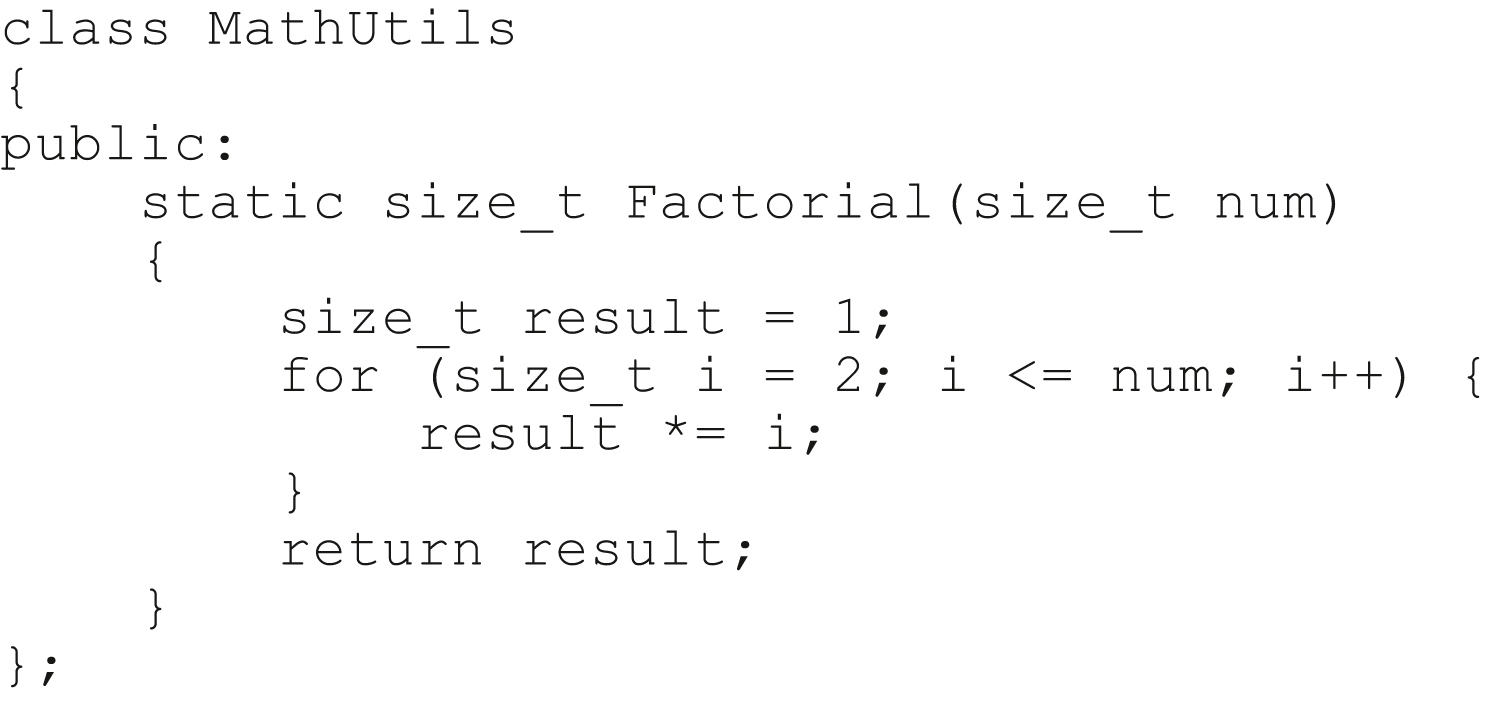 class MathUtils
{
public:
    static size_t Factorial(size_t num)
    {
        size_t result = 1;
        for (size_t i = 2; i <= num; i++) {
            result *= i;
        }
        return result;
    }
};